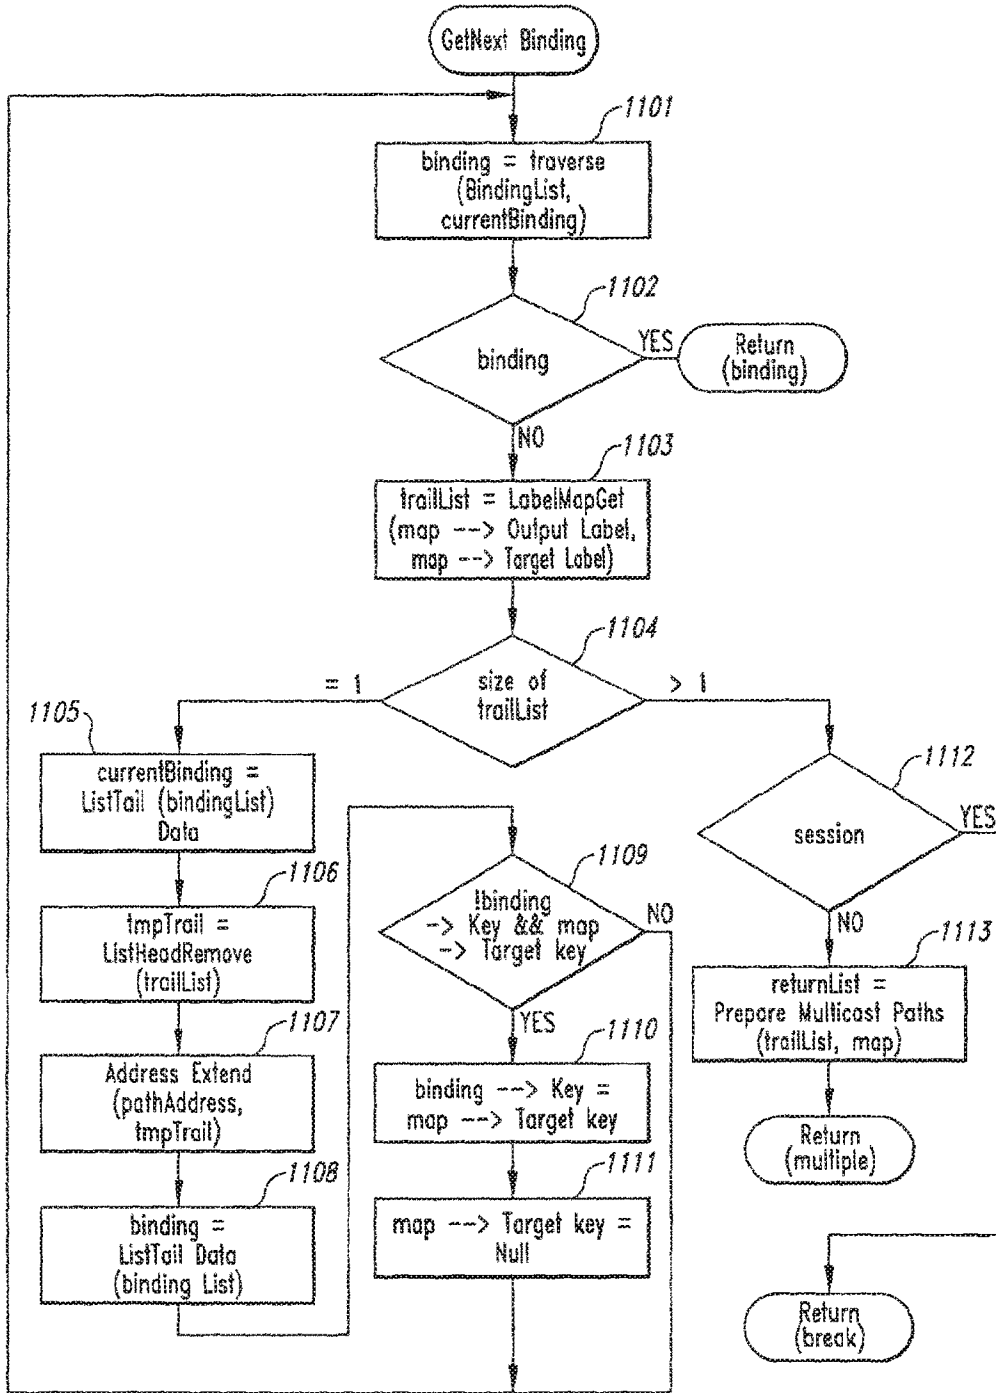 GetNext Binding
1101
binding = traverse
(BindingList,
currentBinding)
1102
binding
YES
Return
(binding)
NO
1103
trailList = LabelMapGet
(map --> Output Label,
map --> Target Label)
1104
size of
trailList
= 1
> 1
1105
currentBinding =
ListTail (bindingList)
Data
1106
tmpTrail =
ListHeadRemove
(trailList)
1107
Address Extend
(pathAddress,
tmpTrail)
1108
binding =
ListTail Data
(binding List)
1109
!binding
-> Key && map
-> Target key
NO
YES
1110
binding --> Key =
map --> Target key
1111
map --> Target key =
Null
1112
session
YES
NO
1113
returnList =
Prepare Multicast Paths
(trailList, map)
Return
(multiple)
Return
(break)